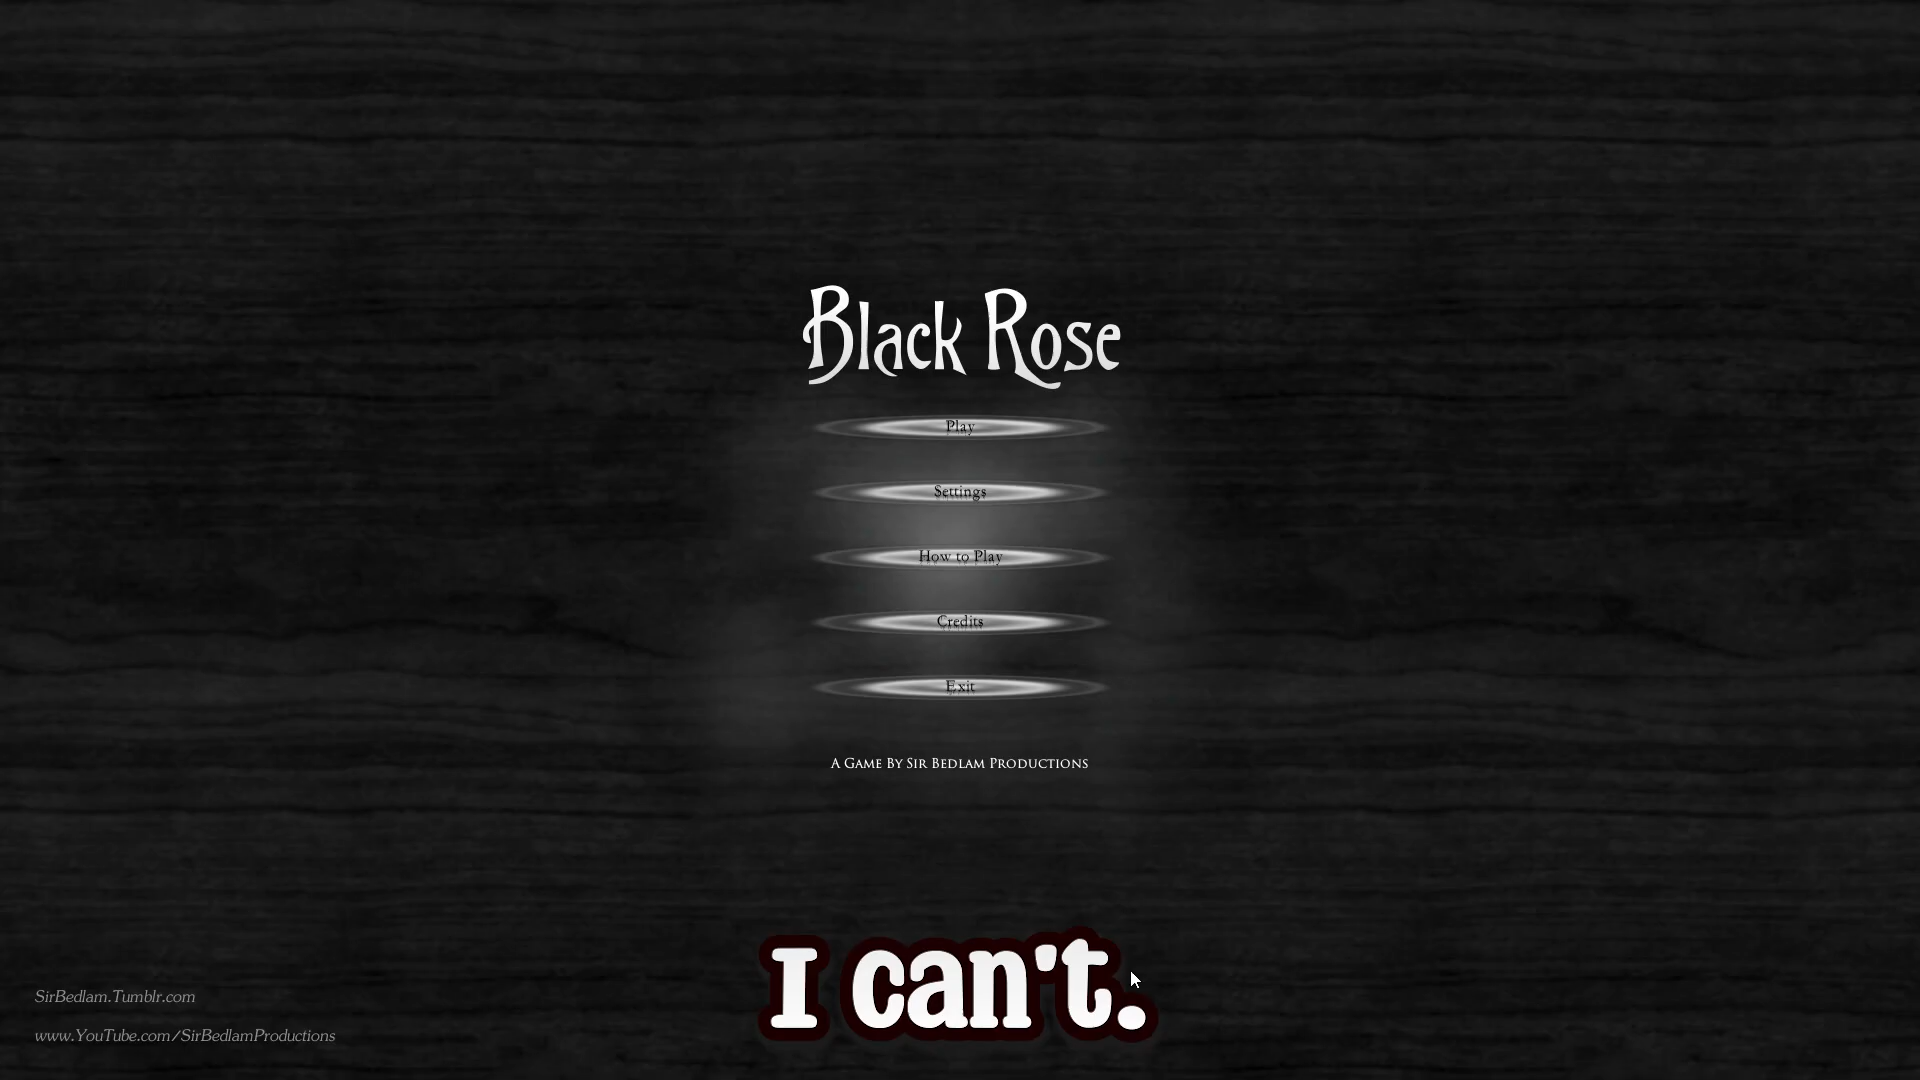 Black Rose
Play
Settings
How to Play
Credits
Exit
A Game By Sir Bedlam Productions
I can't.
SirBedlam.Tumblr.com
www.YouTube.com/SirBedlamProductions